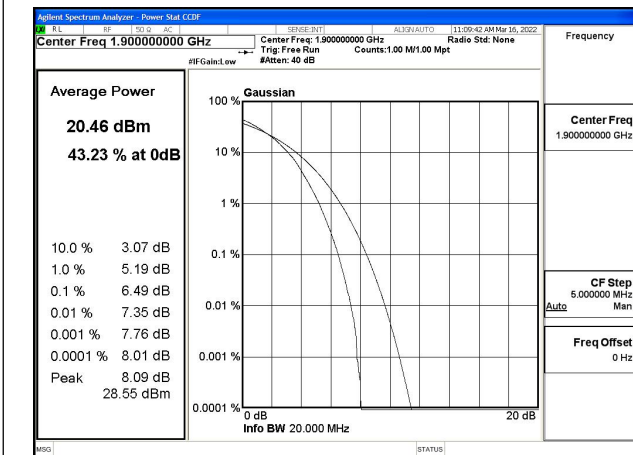 Agilent Spectrum Analyzer - Power Stat CCDF
RL RF 50 Ω AC SENSE:INT ALIGN AUTO 11:09:42 AM Mar 16, 2022
Center Freq 1.900000000 GHz
Center Freq: 1.900000000 GHz Radio Std: None
Trig: Free Run Counts:1.00 M/1.00 Mpt
#IFGain:Low #Atten: 40 dB
Frequency
Average Power
20.46 dBm
43.23 % at 0dB
10.0 % 3.07 dB
1.0 % 5.19 dB
0.1 % 6.49 dB
0.01 % 7.35 dB
0.001 % 7.76 dB
0.0001 % 8.01 dB
Peak 8.09 dB
28.55 dBm
Gaussian
100 %
10 %
1 %
0.1 %
0.01 %
0.001 %
0.0001 %
0 dB 20 dB
Info BW 20.000 MHz
Center Freq
1.900000000 GHz
CF Step
5.000000 MHz
Auto Man
Freq Offset
0 Hz
MSG STATUS